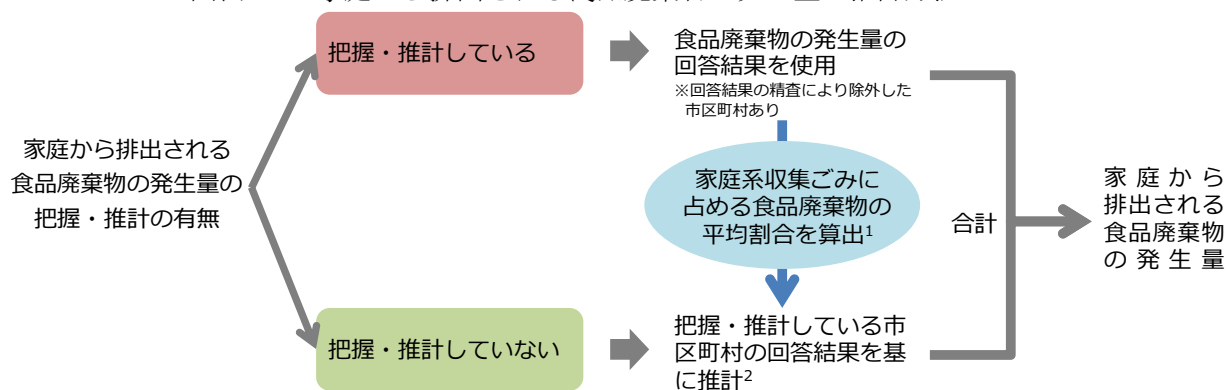 把握・推計している
食品廃棄物の発生量の
回答結果を使用
※回答結果の精査により除外した
市区町村あり
家庭から排出される
食品廃棄物の発生量の
把握・推計の有無
家庭系収集ごみに
占める食品廃棄物の
平均割合を算出1
合計
家庭から
排出される
食品廃棄物
の発生量
把握・推計していない
把握・推計している市
区町村の回答結果を基
に推計2